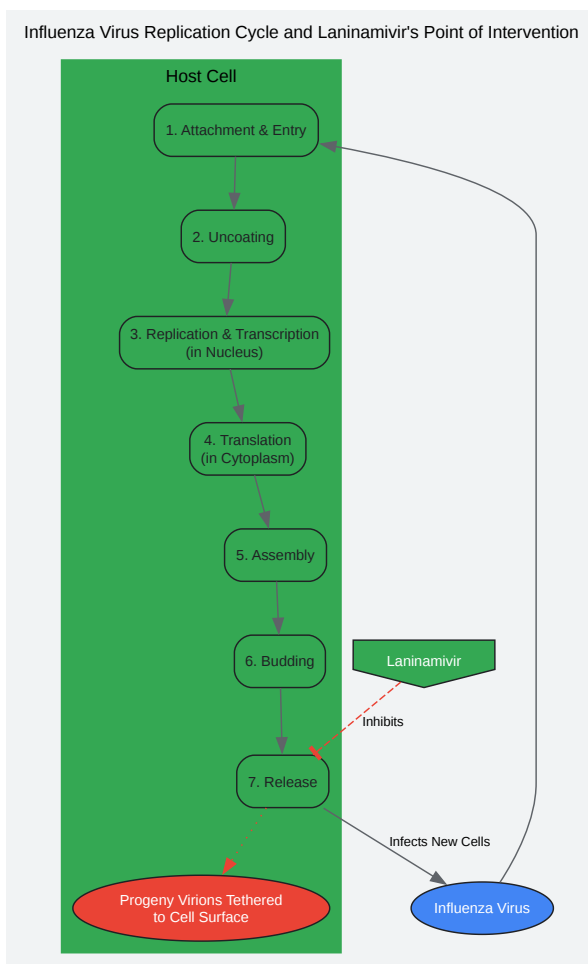 Influenza Virus Replication Cycle and Laninamivir's Point of Intervention
Host Cell
1. Attachment & Entry
2. Uncoating
3. Replication & Transcription
(in Nucleus)
4. Translation
(in Cytoplasm)
5. Assembly
6. Budding
Laninamivir
Inhibits
7. Release
Infects New Cells
Progeny Virions Tethered
to Cell Surface
Influenza Virus